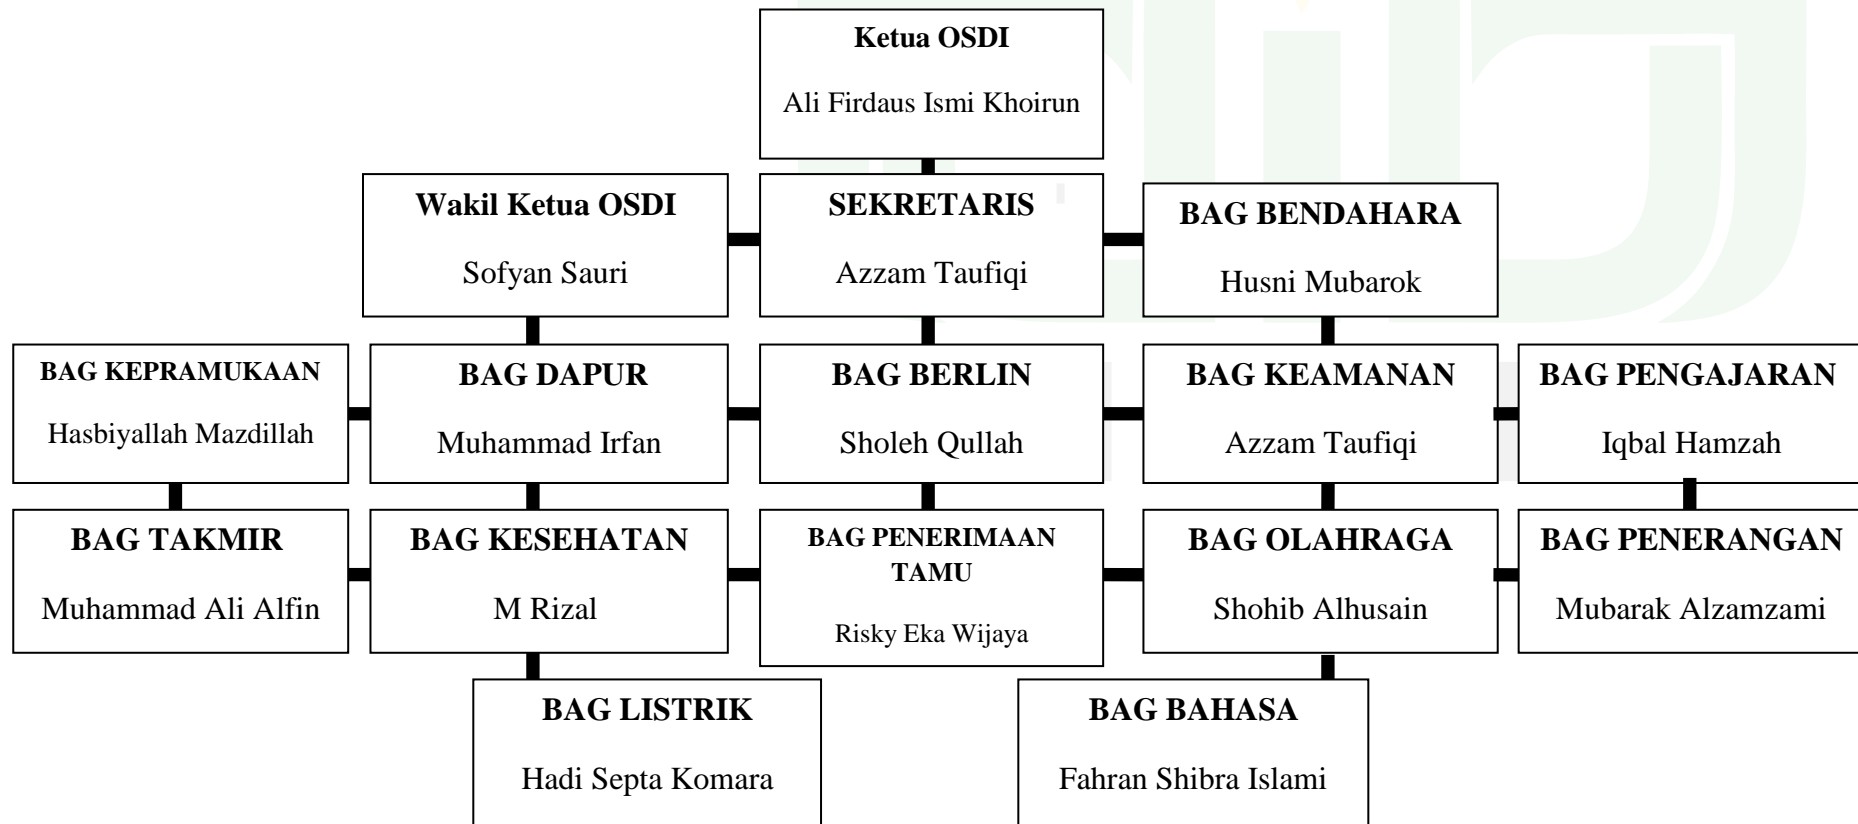 Ketua OSDI
Ali Firdaus Ismi Khoirun
Wakil Ketua OSDI
Sofyan Sauri
SEKRETARIS
Azzam Taufiqi
BAG BENDAHARA
Husni Mubarok
BAG KEPRAMUKAAN
Hasbiyallah Mazdillah
BAG DAPUR
Muhammad Irfan
BAG BERLIN
Sholeh Qullah
BAG KEAMANAN
Azzam Taufiqi
BAG PENGAJARAN
Iqbal Hamzah
BAG TAKMIR
Muhammad Ali Alfin
BAG KESEHATAN
M Rizal
BAG PENERIMAAN
TAMU
Risky Eka Wijaya
BAG OLAHRAGA
Shohib Alhusain
BAG PENERANGAN
Mubarak Alzamzami
BAG LISTRIK
Hadi Septa Komara
BAG BAHASA
Fahran Shibra Islami